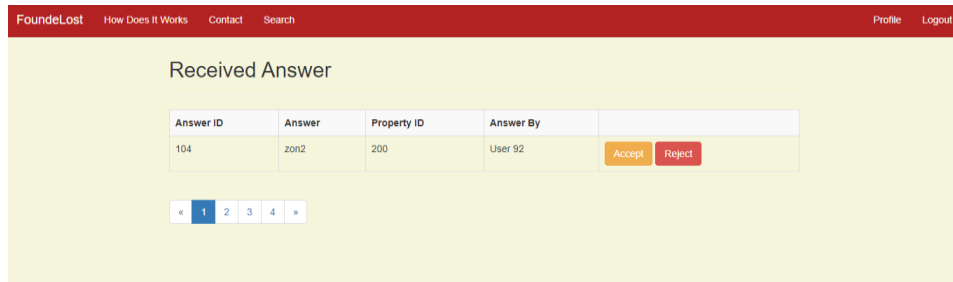 FoundeLost How Does It Works Contact Search Profile Logout
Received Answer
Answer ID Answer Property ID Answer By
104 zon2 200 User 92 Accept Reject
« 1 2 3 4 »